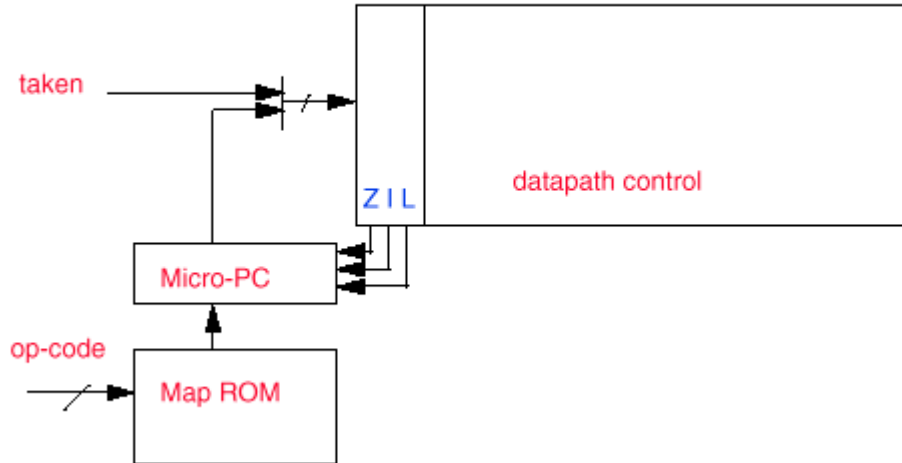 taken
Z I L
datapath control
Micro-PC
op-code
Map ROM